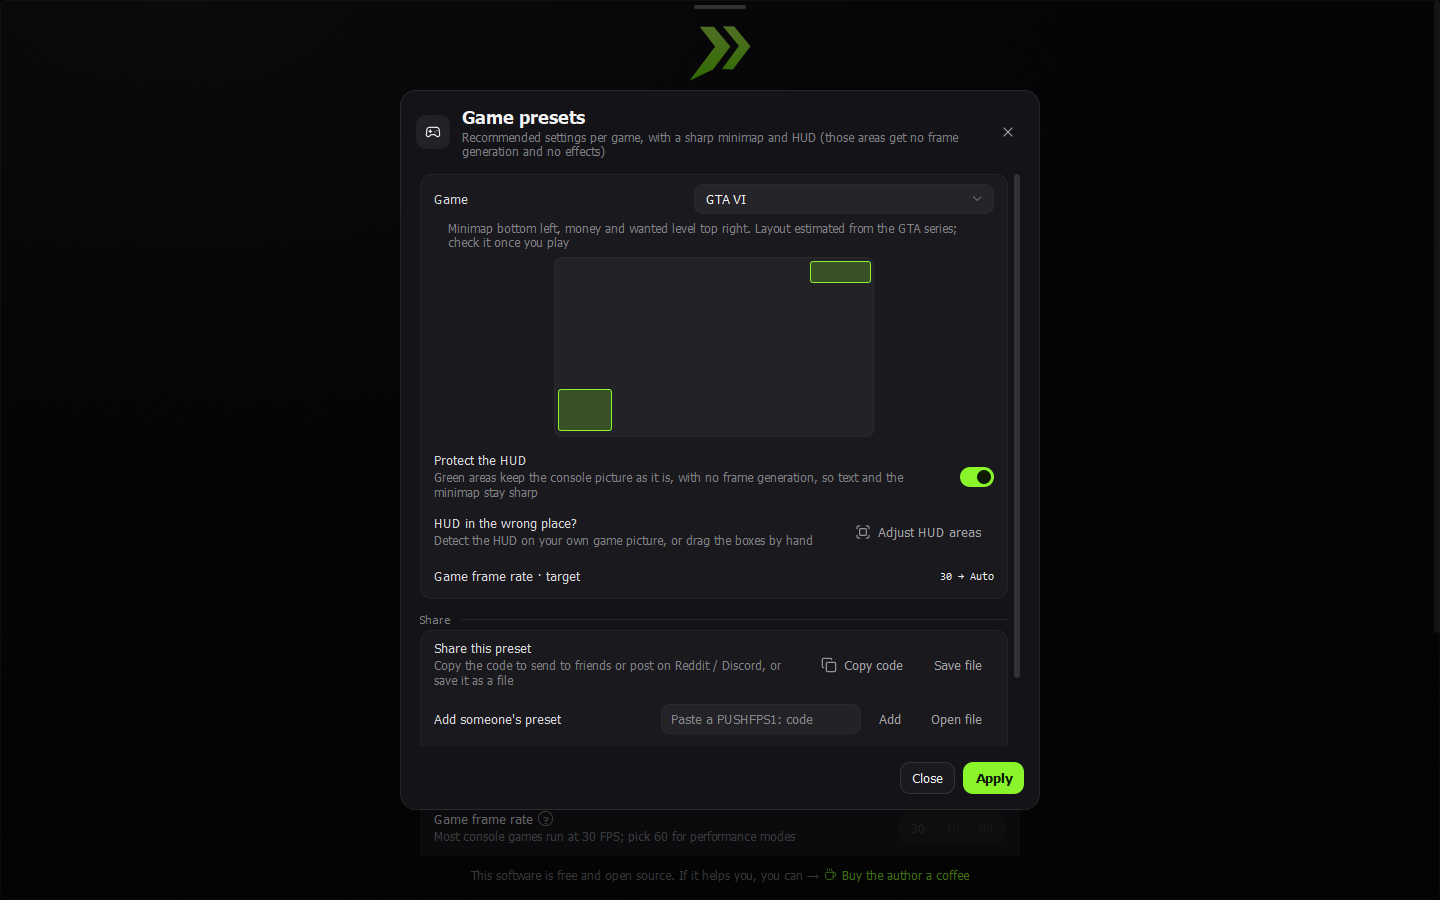 Game presets
Recommended settings per game, with a sharp minimap and HUD (those areas get no frame
generation and no effects)
Game
GTA VI
Minimap bottom left, money and wanted level top right. Layout estimated from the GTA series;
check it once you play
Protect the HUD
Green areas keep the console picture as it is, with no frame generation, so text and the
minimap stay sharp
HUD in the wrong place?
Detect the HUD on your own game picture, or drag the boxes by hand
Adjust HUD areas
Game frame rate · target
30 → Auto
Share
Share this preset
Copy the code to send to friends or post on Reddit / Discord, or
save it as a file
Copy code
Save file
Add someone's preset
Paste a PUSHFPS1: code
Add
Open file
Close
Apply
Game frame rate ?
Most console games run at 30 FPS; pick 60 for performance modes
30 40 60
This software is free and open source. If it helps you, you can → Buy the author a coffee